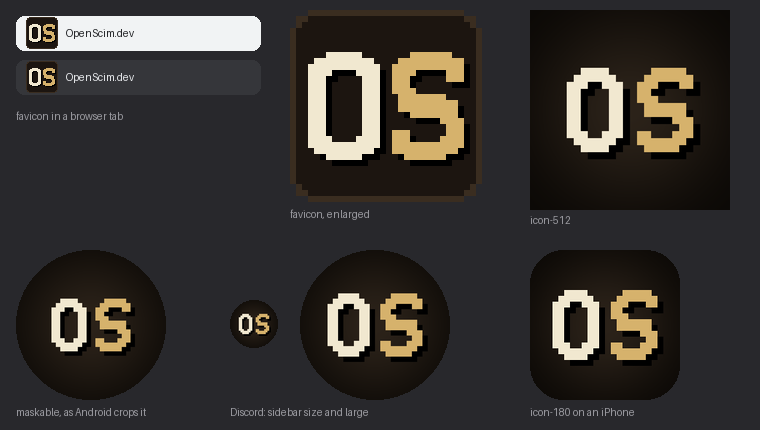 OS OpenScim.dev
OS OpenScim.dev
favicon in a browser tab
OS
favicon, enlarged
OS
icon-512
OS
maskable, as Android crops it
OS OS
Discord: sidebar size and large
OS
icon-180 on an iPhone